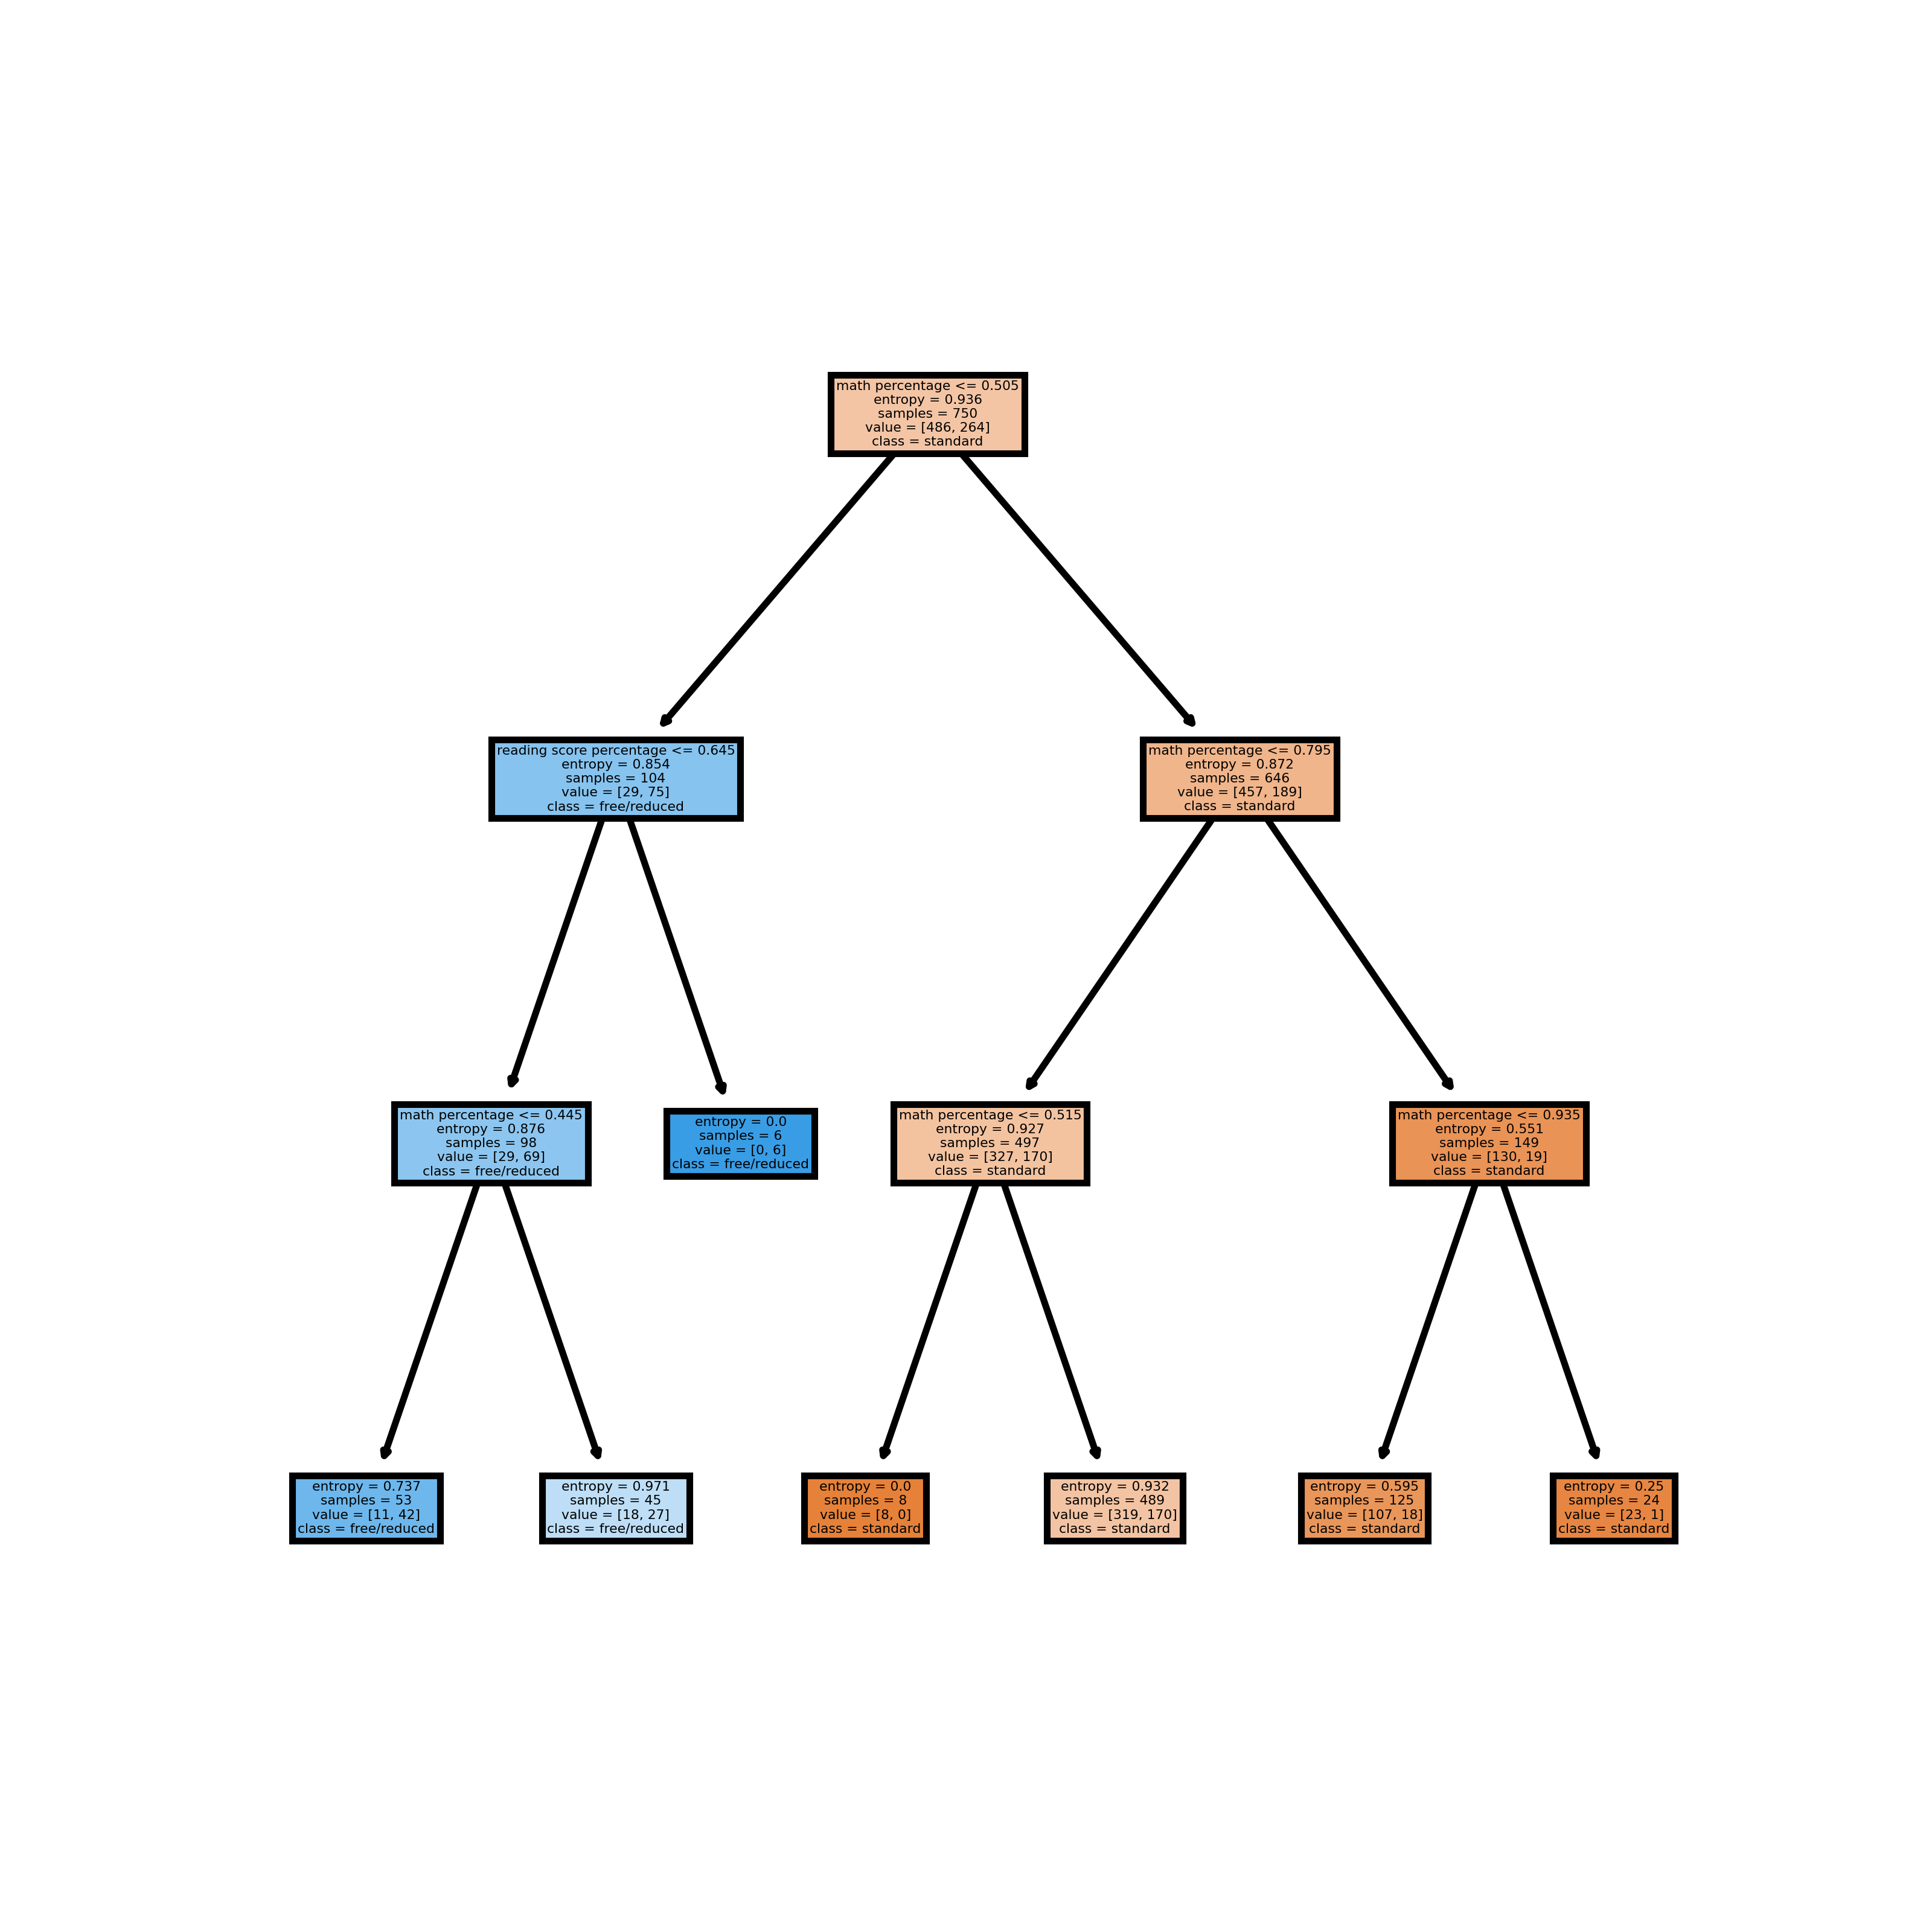 math percentage <= 0.505
entropy = 0.936
samples = 750
value = [486, 264]
class = standard
reading score percentage <= 0.645
entropy = 0.854
samples = 104
value = [29, 75]
class = free/reduced
math percentage <= 0.795
entropy = 0.872
samples = 646
value = [457, 189]
class = standard
math percentage <= 0.445
entropy = 0.876
samples = 98
value = [29, 69]
class = free/reduced
entropy = 0.0
samples = 6
value = [0, 6]
class = free/reduced
math percentage <= 0.515
entropy = 0.927
samples = 497
value = [327, 170]
class = standard
math percentage <= 0.935
entropy = 0.551
samples = 149
value = [130, 19]
class = standard
entropy = 0.737
samples = 53
value = [11, 42]
class = free/reduced
entropy = 0.971
samples = 45
value = [18, 27]
class = free/reduced
entropy = 0.0
samples = 8
value = [8, 0]
class = standard
entropy = 0.932
samples = 489
value = [319, 170]
class = standard
entropy = 0.595
samples = 125
value = [107, 18]
class = standard
entropy = 0.25
samples = 24
value = [23, 1]
class = standard